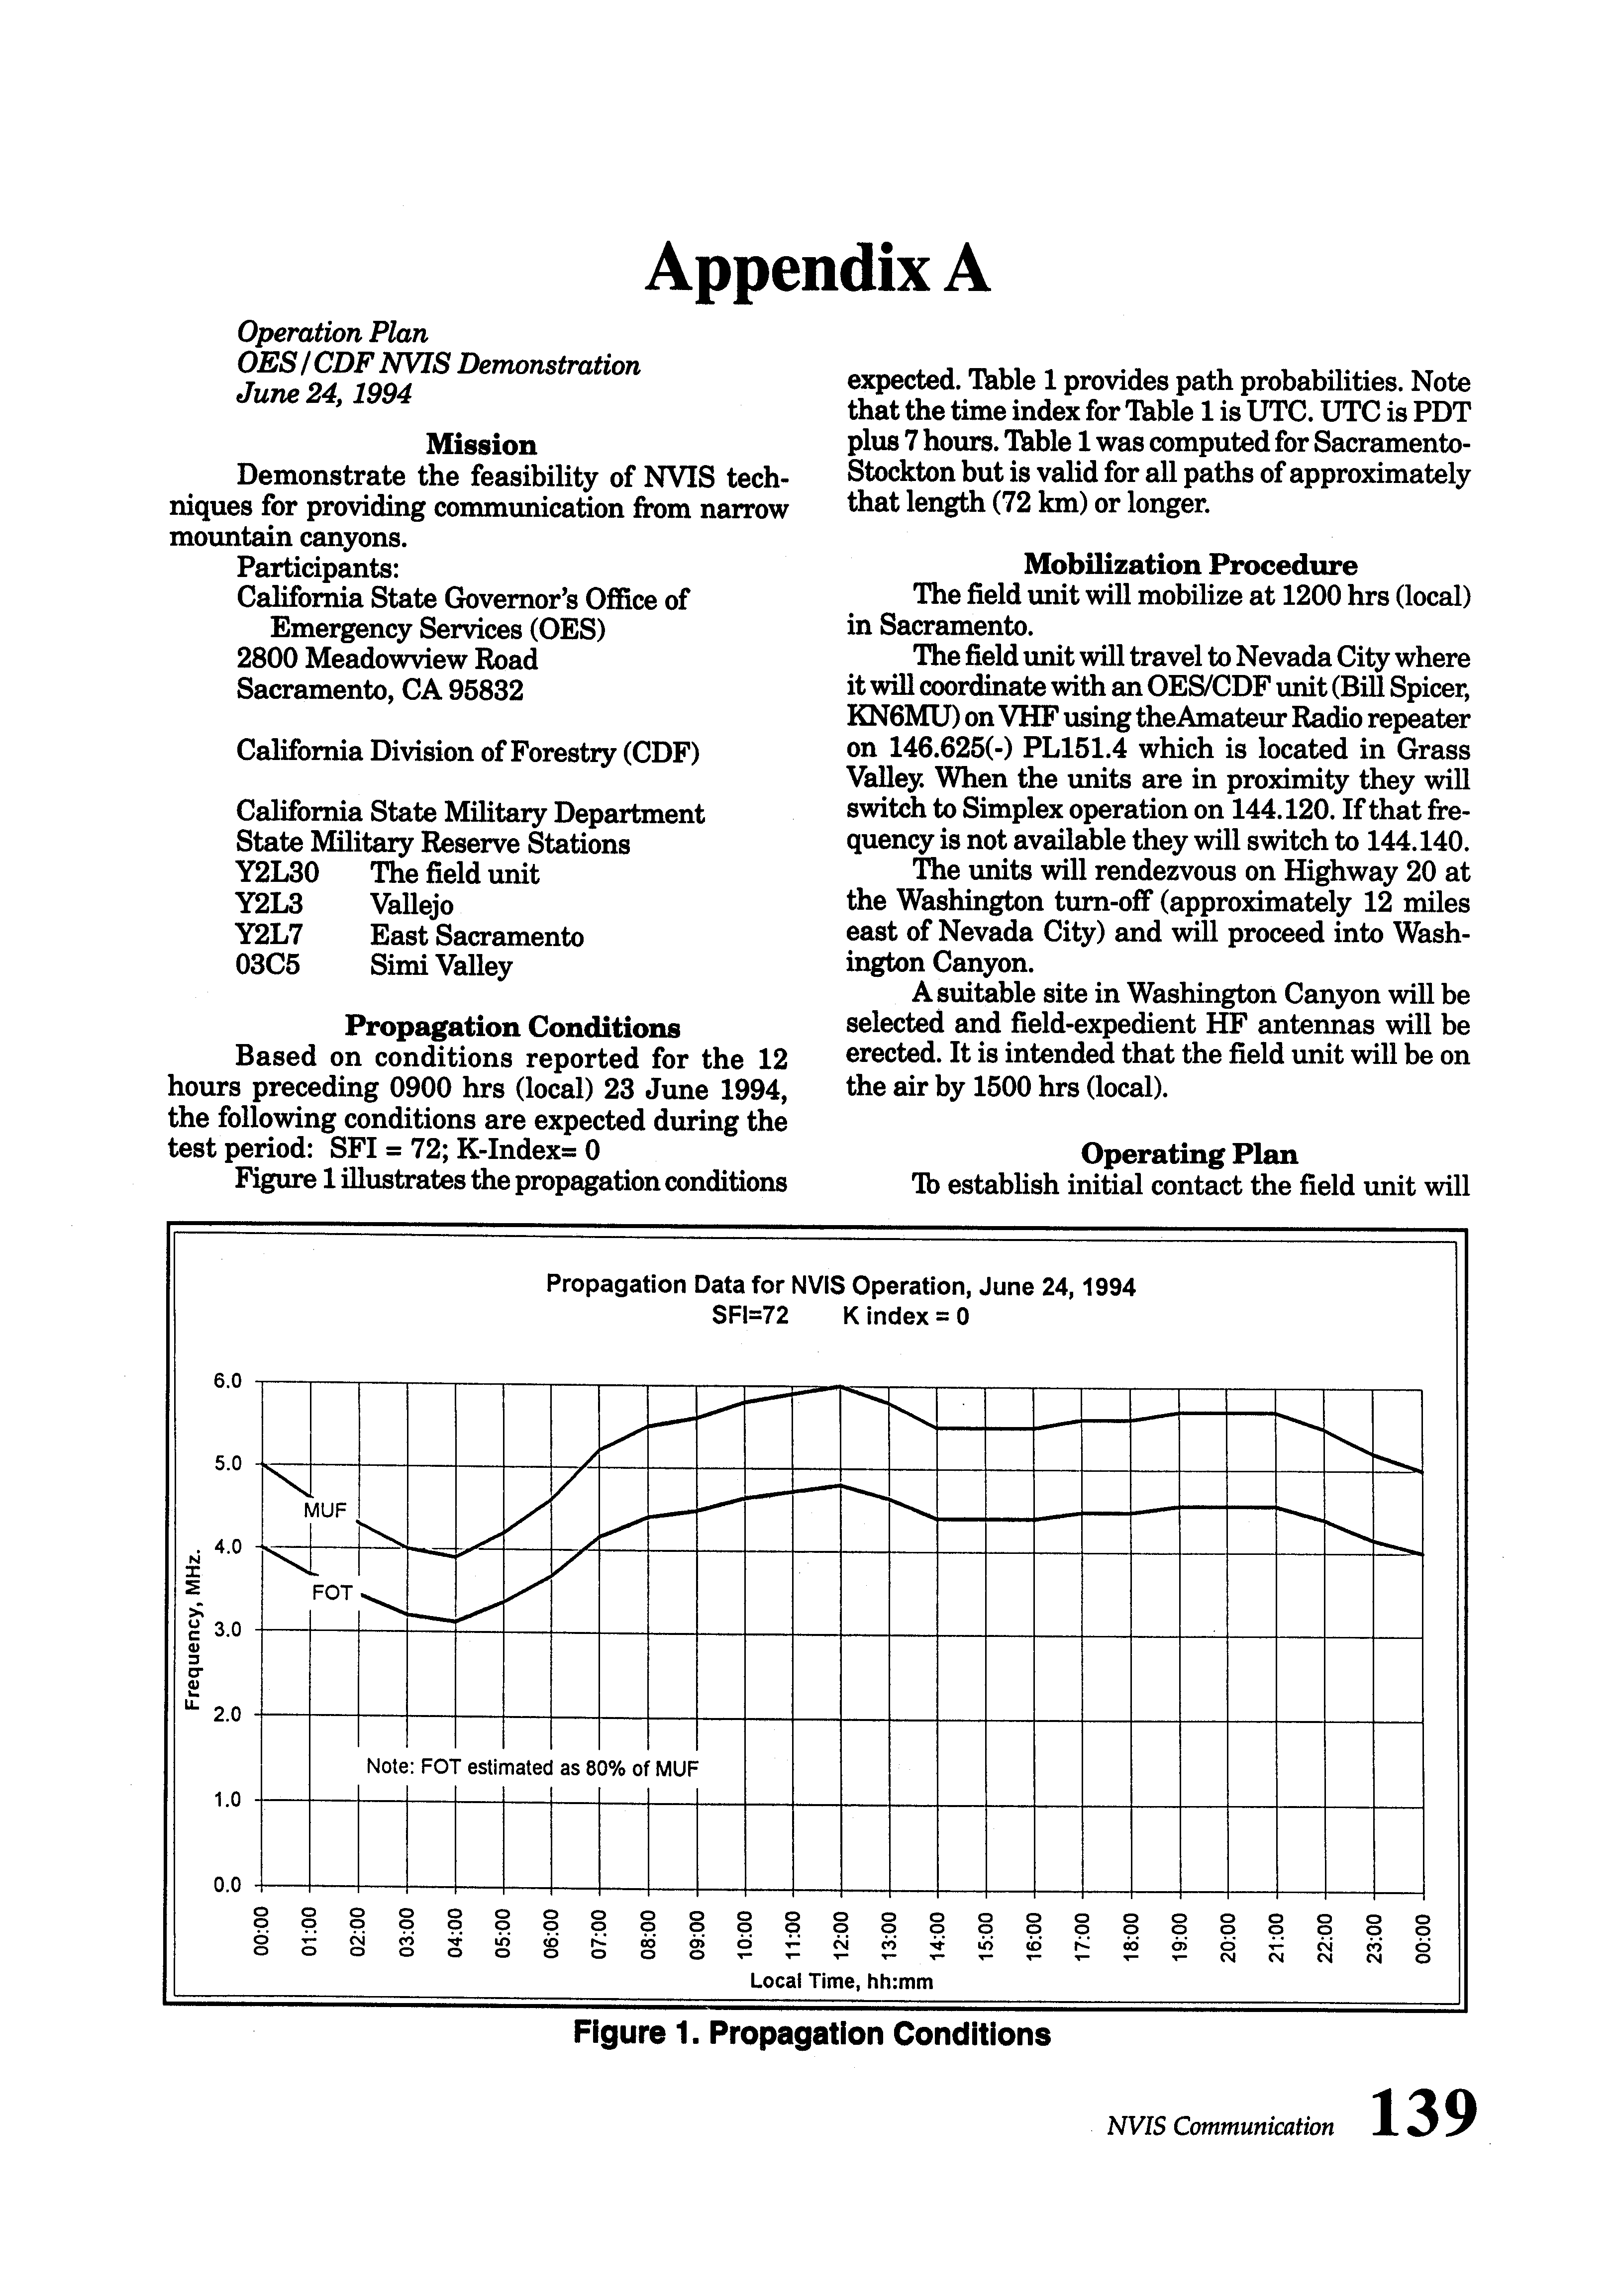 Appendix A
Operation Plan
OES / CDF NVIS Demonstration
June 24, 1994
Mission
Demonstrate the feasibility of NVIS tech-
niques for providing communication from narrow
mountain canyons.
Participants:
California State Governor's Office of
Emergency Services (OES)
2800 Meadowview Road
Sacramento, CA 95832
California Division of Forestry (CDF)
California State Military Department
State Military Reserve Stations
Y2L30 The field unit
Y2L3 Vallejo
Y2L7 East Sacramento
03C5 Simi Valley
Propagation Conditions
Based on conditions reported for the 12
hours preceding 0900 hrs (local) 23 June 1994,
the following conditions are expected during the
test period: SFI = 72; K-Index= 0
Figure 1 illustrates the propagation conditions
expected. Table 1 provides path probabilities. Note
that the time index for Table 1 is UTC. UTC is PDT
plus 7 hours. Table 1 was computed for Sacramento-
Stockton but is valid for all paths of approximately
that length (72 km) or longer.
Mobilization Procedure
The field unit will mobilize at 1200 hrs (local)
in Sacramento.
The field unit will travel to Nevada City where
it will coordinate with an OES/CDF unit (Bill Spicer,
KN6MU) on VHF using the Amateur Radio repeater
on 146.625(-) PL151.4 which is located in Grass
Valley. When the units are in proximity they will
switch to Simplex operation on 144.120. If that fre-
quency is not available they will switch to 144.140.
The units will rendezvous on Highway 20 at
the Washington turn-off (approximately 12 miles
east of Nevada City) and will proceed into Wash-
ington Canyon.
A suitable site in Washington Canyon will be
selected and field-expedient HF antennas will be
erected. It is intended that the field unit will be on
the air by 1500 hrs (local).
Operating Plan
To establish initial contact the field unit will
Propagation Data for NVIS Operation, June 24, 1994
SFI=72 K index = 0
6.0
5.0
MUF
4.0
FOT
3.0
2.0
Note: FOT estimated as 80% of MUF
1.0
0.0
Frequency, MHz.
00:00 01:00 02:00 03:00 04:00 05:00 06:00 07:00 08:00 09:00 10:00 11:00 12:00 13:00 14:00 15:00 16:00 17:00 18:00 19:00 20:00 21:00 22:00 23:00 00:00
Local Time, hh:mm
Figure 1. Propagation Conditions
NVIS Communication 139